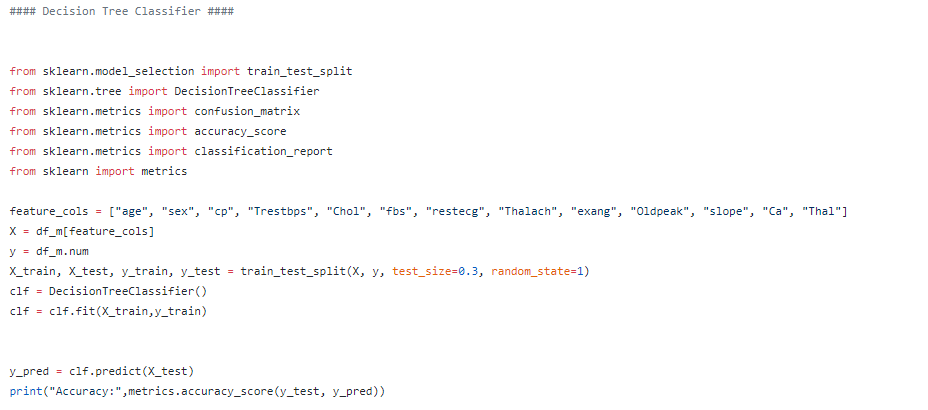 #### Decision Tree Classifier ####
from sklearn.model_selection import train_test_split
from sklearn.tree import DecisionTreeClassifier
from sklearn.metrics import confusion_matrix
from sklearn.metrics import accuracy_score
from sklearn.metrics import classification_report
from sklearn import metrics
feature_cols = ["age", "sex", "cp", "Trestbps", "Chol", "fbs", "restecg", "Thalach", "exang", "Oldpeak", "slope", "Ca", "Thal"]
X = df_m[feature_cols]
y = df_m.num
X_train, X_test, y_train, y_test = train_test_split(X, y, test_size=0.3, random_state=1)
clf = DecisionTreeClassifier()
clf = clf.fit(X_train,y_train)
y_pred = clf.predict(X_test)
print("Accuracy:",metrics.accuracy_score(y_test, y_pred))